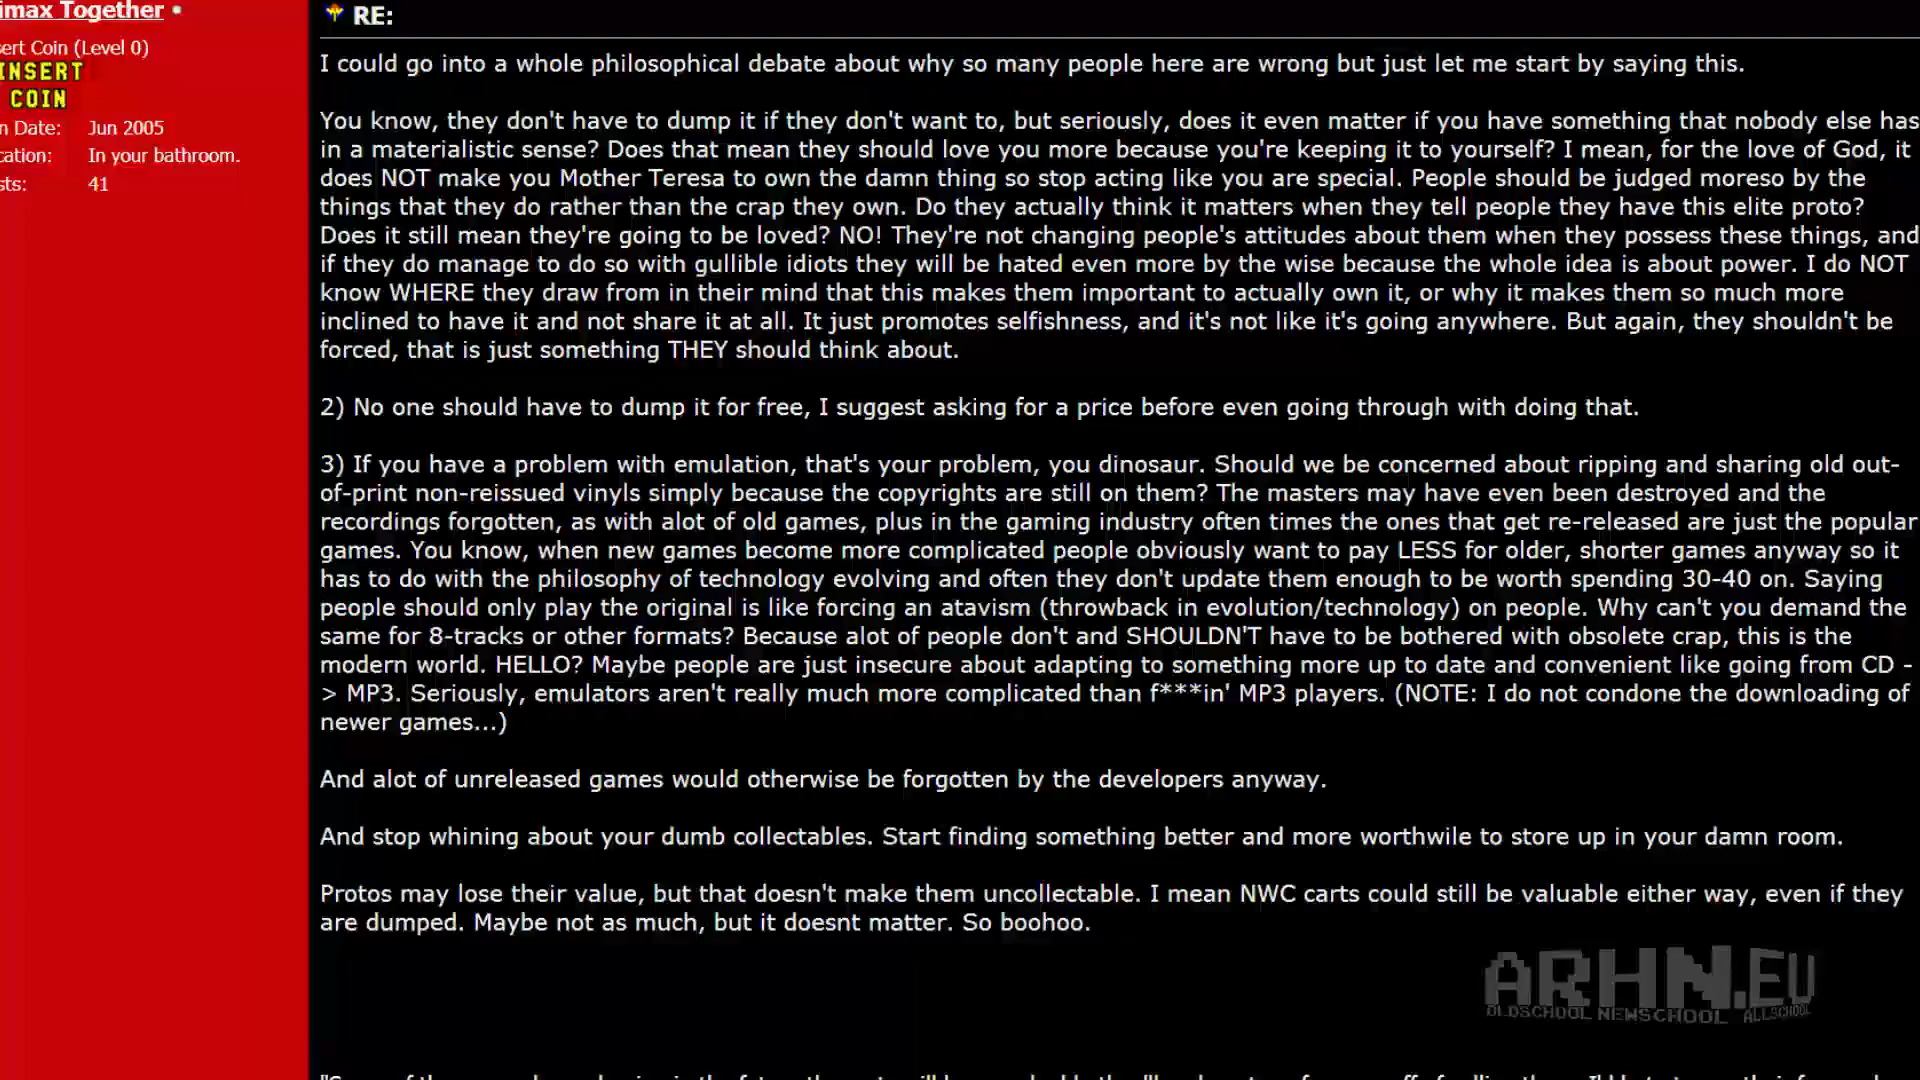 imax Together
ert Coin (Level 0)
INSERT
COIN
n Date: Jun 2005
cation: In your bathroom.
sts: 41
RE:
I could go into a whole philosophical debate about why so many people here are wrong but just let me start by saying this.
You know, they don't have to dump it if they don't want to, but seriously, does it even matter if you have something that nobody else has
in a materialistic sense? Does that mean they should love you more because you're keeping it to yourself? I mean, for the love of God, it
does NOT make you Mother Teresa to own the damn thing so stop acting like you are special. People should be judged moreso by the
things that they do rather than the crap they own. Do they actually think it matters when they tell people they have this elite proto?
Does it still mean they're going to be loved? NO! They're not changing people's attitudes about them when they possess these things, and
if they do manage to do so with gullible idiots they will be hated even more by the wise because the whole idea is about power. I do NOT
know WHERE they draw from in their mind that this makes them important to actually own it, or why it makes them so much more
inclined to have it and not share it at all. It just promotes selfishness, and it's not like it's going anywhere. But again, they shouldn't be
forced, that is just something THEY should think about.
2) No one should have to dump it for free, I suggest asking for a price before even going through with doing that.
3) If you have a problem with emulation, that's your problem, you dinosaur. Should we be concerned about ripping and sharing old out-
of-print non-reissued vinyls simply because the copyrights are still on them? The masters may have even been destroyed and the
recordings forgotten, as with alot of old games, plus in the gaming industry often times the ones that get re-released are just the popular
games. You know, when new games become more complicated people obviously want to pay LESS for older, shorter games anyway so it
has to do with the philosophy of technology evolving and often they don't update them enough to be worth spending 30-40 on. Saying
people should only play the original is like forcing an atavism (throwback in evolution/technology) on people. Why can't you demand the
same for 8-tracks or other formats? Because alot of people don't and SHOULDN'T have to be bothered with obsolete crap, this is the
modern world. HELLO? Maybe people are just insecure about adapting to something more up to date and convenient like going from CD -
> MP3. Seriously, emulators aren't really much more complicated than f***in' MP3 players. (NOTE: I do not condone the downloading of
newer games...)
And alot of unreleased games would otherwise be forgotten by the developers anyway.
And stop whining about your dumb collectables. Start finding something better and more worthwile to store up in your damn room.
Protos may lose their value, but that doesn't make them uncollectable. I mean NWC carts could still be valuable either way, even if they
are dumped. Maybe not as much, but it doesnt matter. So boohoo.
ARHN.EU
OLDSCHOOL NEWSCHOOL ALLSCHOOL